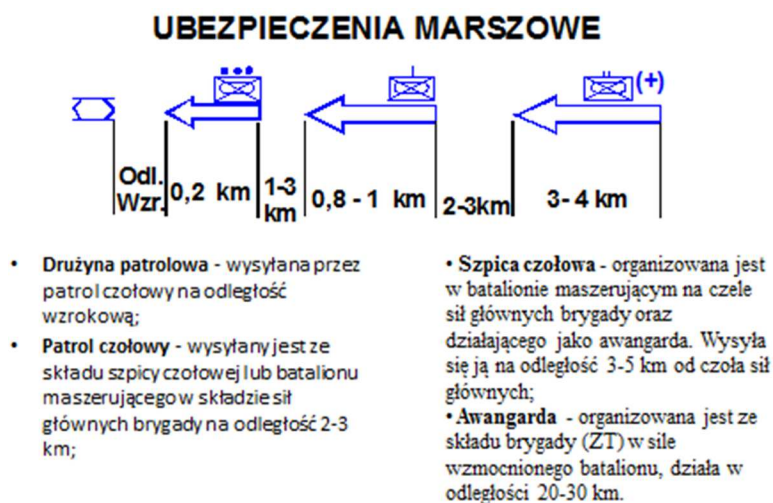 UBEZPIECZENIA MARSZOWE
(+)
Odl.
Wzr.
0,2 km
1-3
km
0,8 - 1 km
2-3km
3- 4 km
• Drużyna patrolowa - wysyłana przez
patrol czołowy na odległość
wzrokową;
• Patrol czołowy - wysyłany jest ze
składu szpicy czołowej lub batalionu
maszerującego w składzie sił
głównych brygady na odległość 2-3
km;
• Szpica czołowa - organizowana jest
w batalionie maszerującym na czele
sił głównych brygady oraz
działającego jako awangarda. Wysyła
się ją na odległość 3-5 km od czoła sił
głównych;
• Awangarda - organizowana jest ze
składu brygady (ZT) w sile
wzmocnionego batalionu, działa w
odległości 20-30 km.